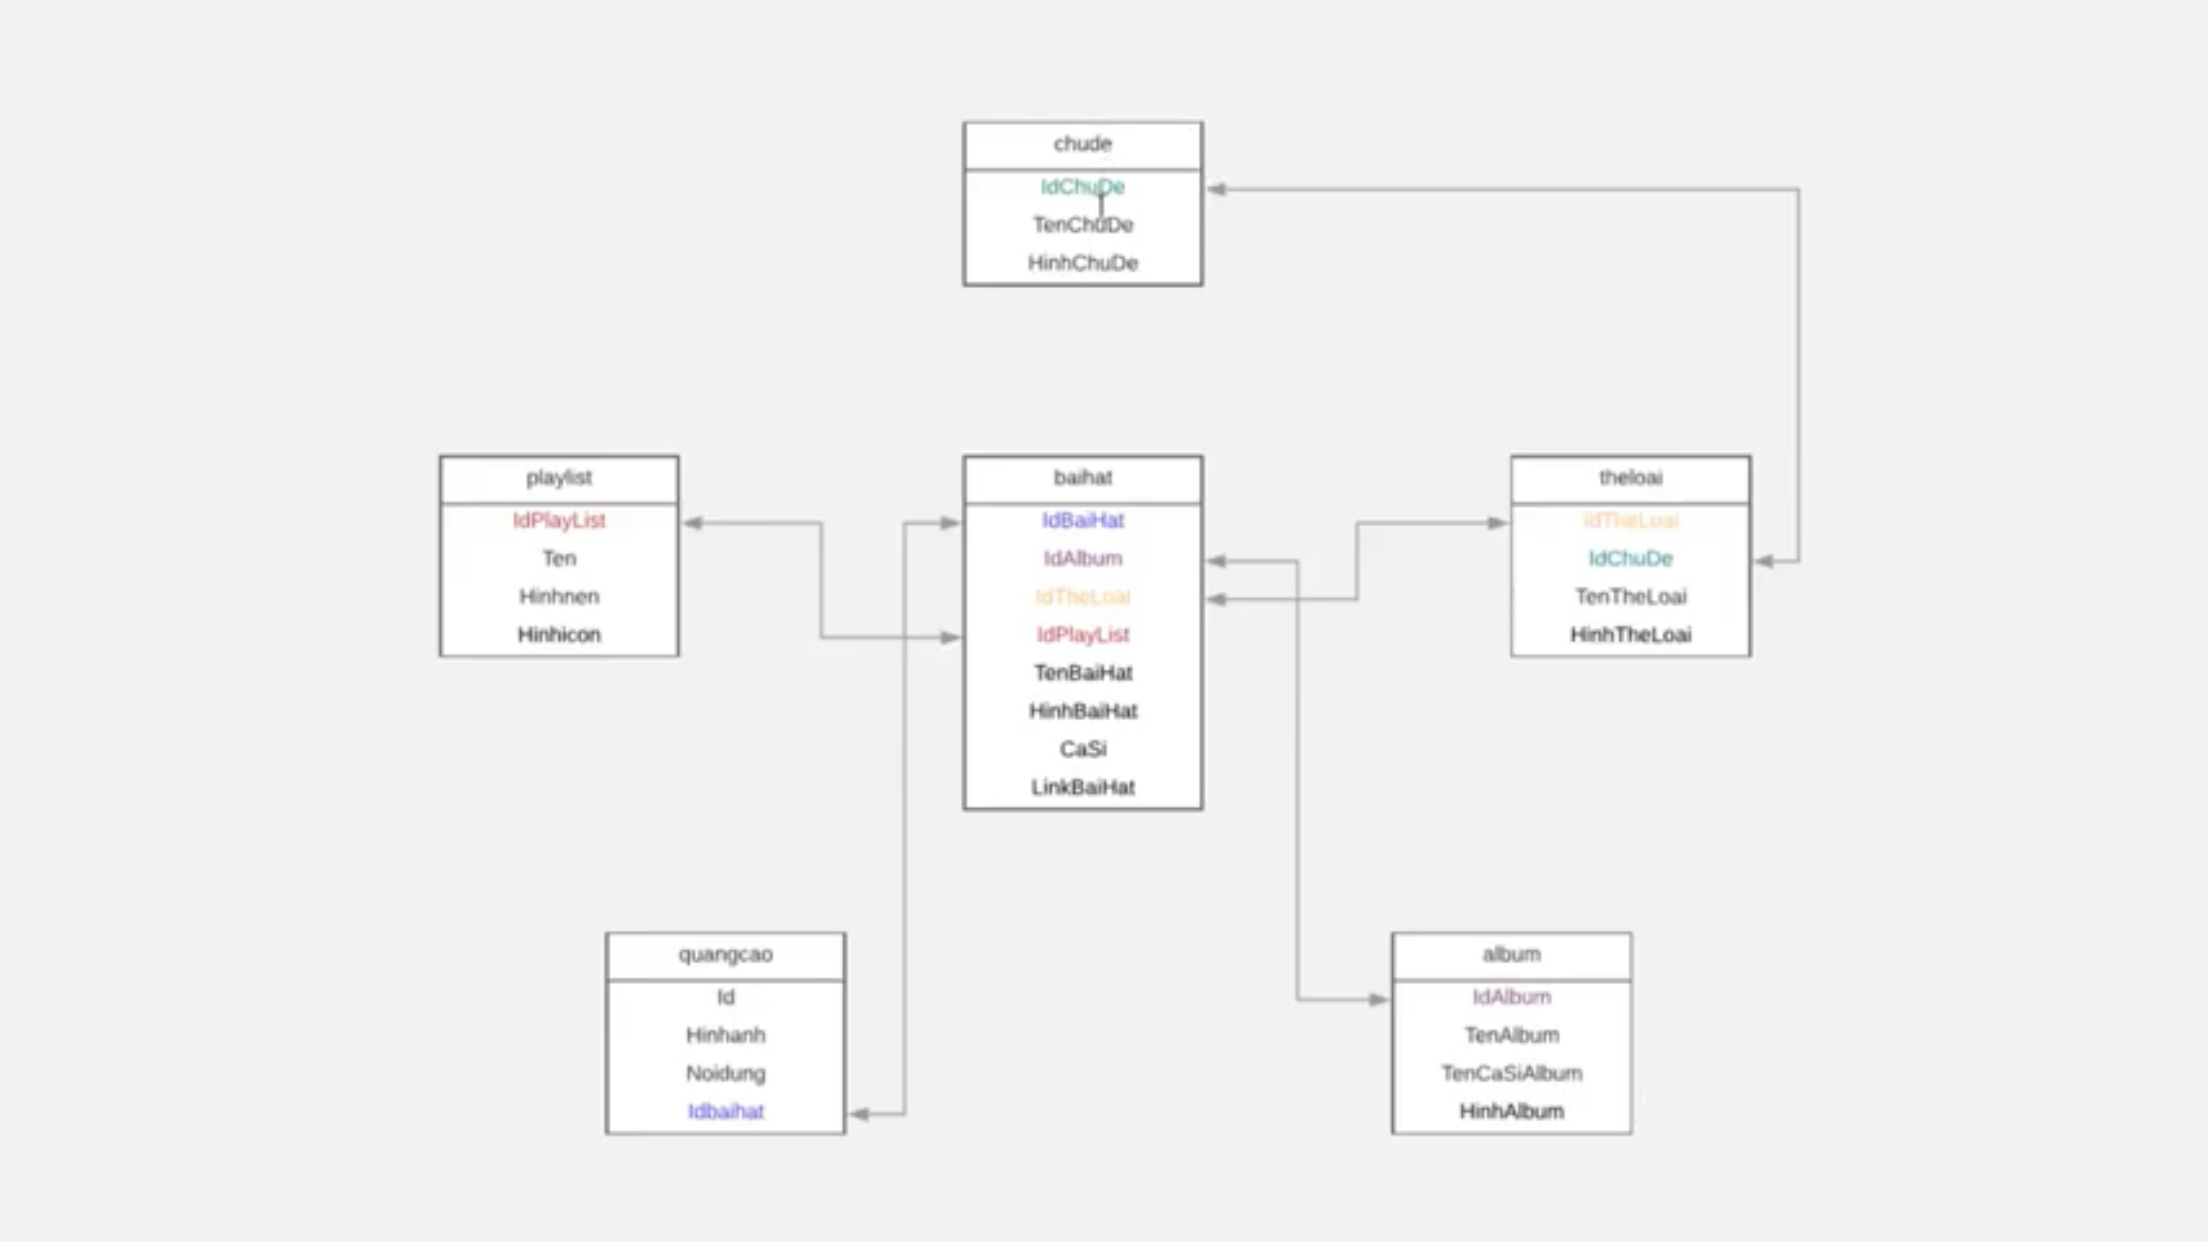 chude
IdChuDe
TenChuDe
HinhChuDe
playlist
IdPlayList
Ten
Hinhnen
Hinhicon
baihat
IdBaiHat
IdAlbum
IdTheLoai
IdPlayList
TenBaiHat
HinhBaiHat
CaSi
LinkBaiHat
theloai
idTheLoai
IdChuDe
TenTheLoai
HinhTheLoai
quangcao
Id
Hinhanh
Noidung
Idbaihat
album
IdAlbum
TenAlbum
TenCaSiAlbum
HinhAlbum